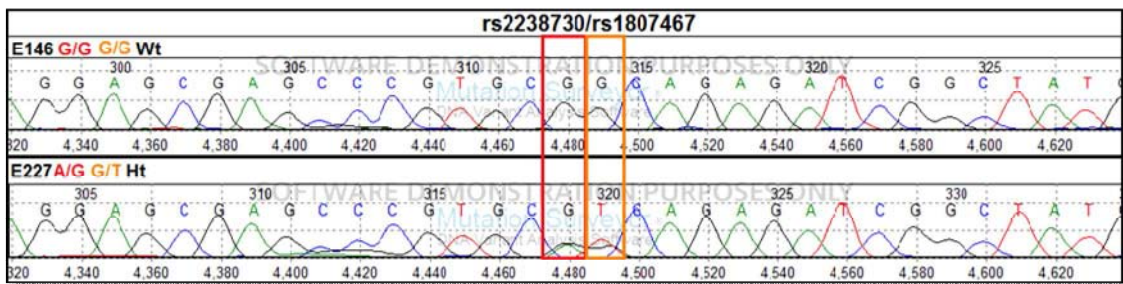 rs2238730/rs1807467
E146 G/G G/G Wt
SOFTWARE DEMONSTRATION PURPOSES ONLY
300 305 310 315 320 325
G G A G C G A G C C C G T G C G G C A G A G A T C G G C T A T G
Mutation Surveyor
320 4,340 4,360 4,380 4,400 4,420 4,440 4,460 4,480 4,500 4,520 4,540 4,560 4,580 4,600 4,620
E227 A/G G/T Ht
SOFTWARE DEMONSTRATION PURPOSES ONLY
305 310 315 320 325 330
G G A G C G A G C C C G T G C G T C A G A G A T C G G C T A T G
Mutation Surveyor
320 4,340 4,360 4,380 4,400 4,420 4,440 4,460 4,480 4,500 4,520 4,540 4,560 4,580 4,600 4,620